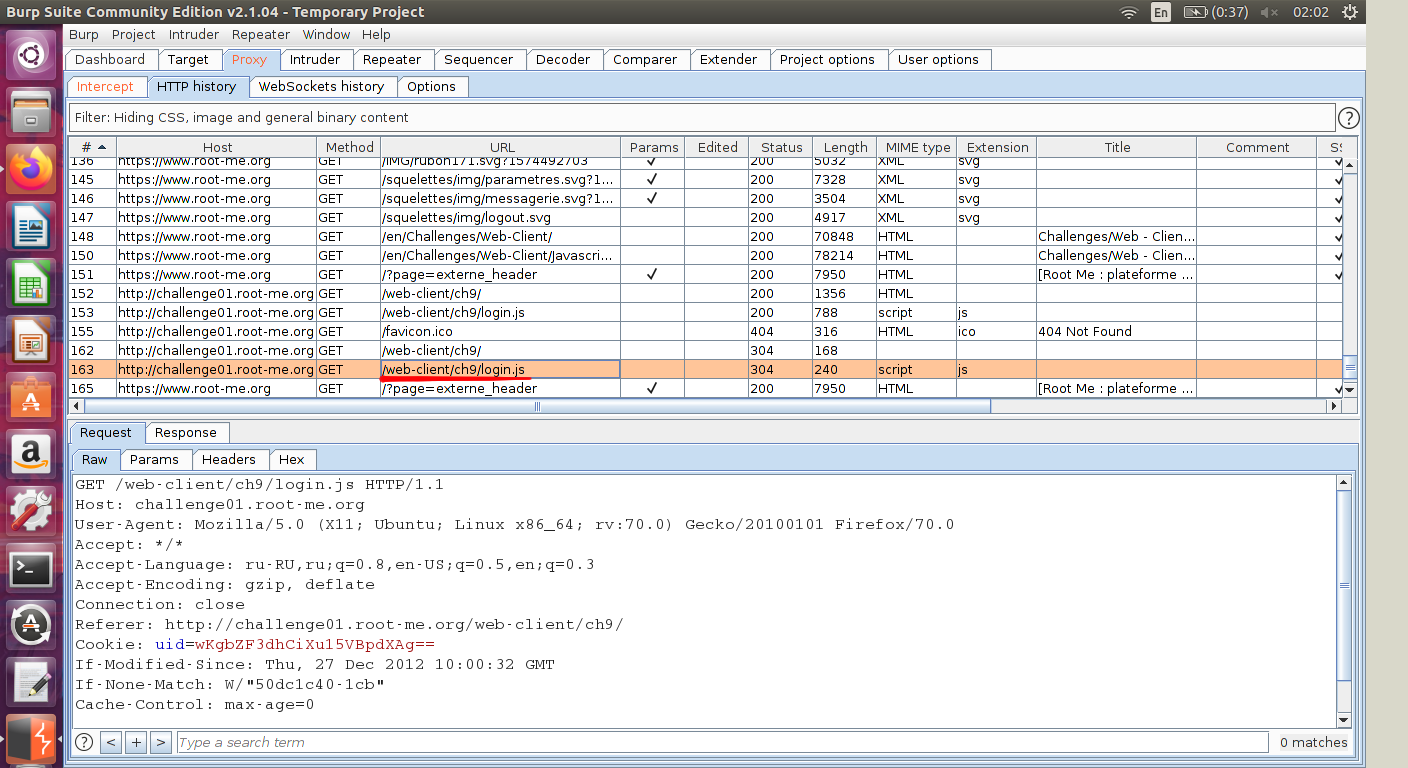 Burp Suite Community Edition v2.1.04 - Temporary Project En (0:37) 02:02
Burp Project Intruder Repeater Window Help
Dashboard Target Proxy Intruder Repeater Sequencer Decoder Comparer Extender Project options User options
Intercept HTTP history WebSockets history Options
Filter: Hiding CSS, image and general binary content ?
# Host Method URL Params Edited Status Length MIME type Extension Title Comment
136 https://www.root-me.org GET /IMG/rubon171.svg?1574492703 ✓ 200 5032 XML svg ✓
145 https://www.root-me.org GET /squelettes/img/parametres.svg?1... ✓ 200 7328 XML svg ✓
146 https://www.root-me.org GET /squelettes/img/messagerie.svg?1... ✓ 200 3504 XML svg ✓
147 https://www.root-me.org GET /squelettes/img/logout.svg 200 4917 XML svg ✓
148 https://www.root-me.org GET /en/Challenges/Web-Client/ 200 70848 HTML Challenges/Web - Clien... ✓
150 https://www.root-me.org GET /en/Challenges/Web-Client/Javascri... 200 78214 HTML Challenges/Web - Clien... ✓
151 https://www.root-me.org GET /?page=externe_header ✓ 200 7950 HTML [Root Me : plateforme ... ✓
152 http://challenge01.root-me.org GET /web-client/ch9/ 200 1356 HTML
153 http://challenge01.root-me.org GET /web-client/ch9/login.js 200 788 script js
155 http://challenge01.root-me.org GET /favicon.ico 404 316 HTML ico 404 Not Found
162 http://challenge01.root-me.org GET /web-client/ch9/ 304 168
163 http://challenge01.root-me.org GET /web-client/ch9/login.js 304 240 script js
165 https://www.root-me.org GET /?page=externe_header ✓ 200 7950 HTML [Root Me : plateforme ... ✓
Request Response
Raw Params Headers Hex
GET /web-client/ch9/login.js HTTP/1.1
Host: challenge01.root-me.org
User-Agent: Mozilla/5.0 (X11; Ubuntu; Linux x86_64; rv:70.0) Gecko/20100101 Firefox/70.0
Accept: */*
Accept-Language: ru-RU,ru;q=0.8,en-US;q=0.5,en;q=0.3
Accept-Encoding: gzip, deflate
Connection: close
Referer: http://challenge01.root-me.org/web-client/ch9/
Cookie: uid=wKgbZF3dhCiXu15VBpdXAg==
If-Modified-Since: Thu, 27 Dec 2012 10:00:32 GMT
If-None-Match: W/"50dc1c40-1cb"
Cache-Control: max-age=0
? < + > Type a search term 0 matches